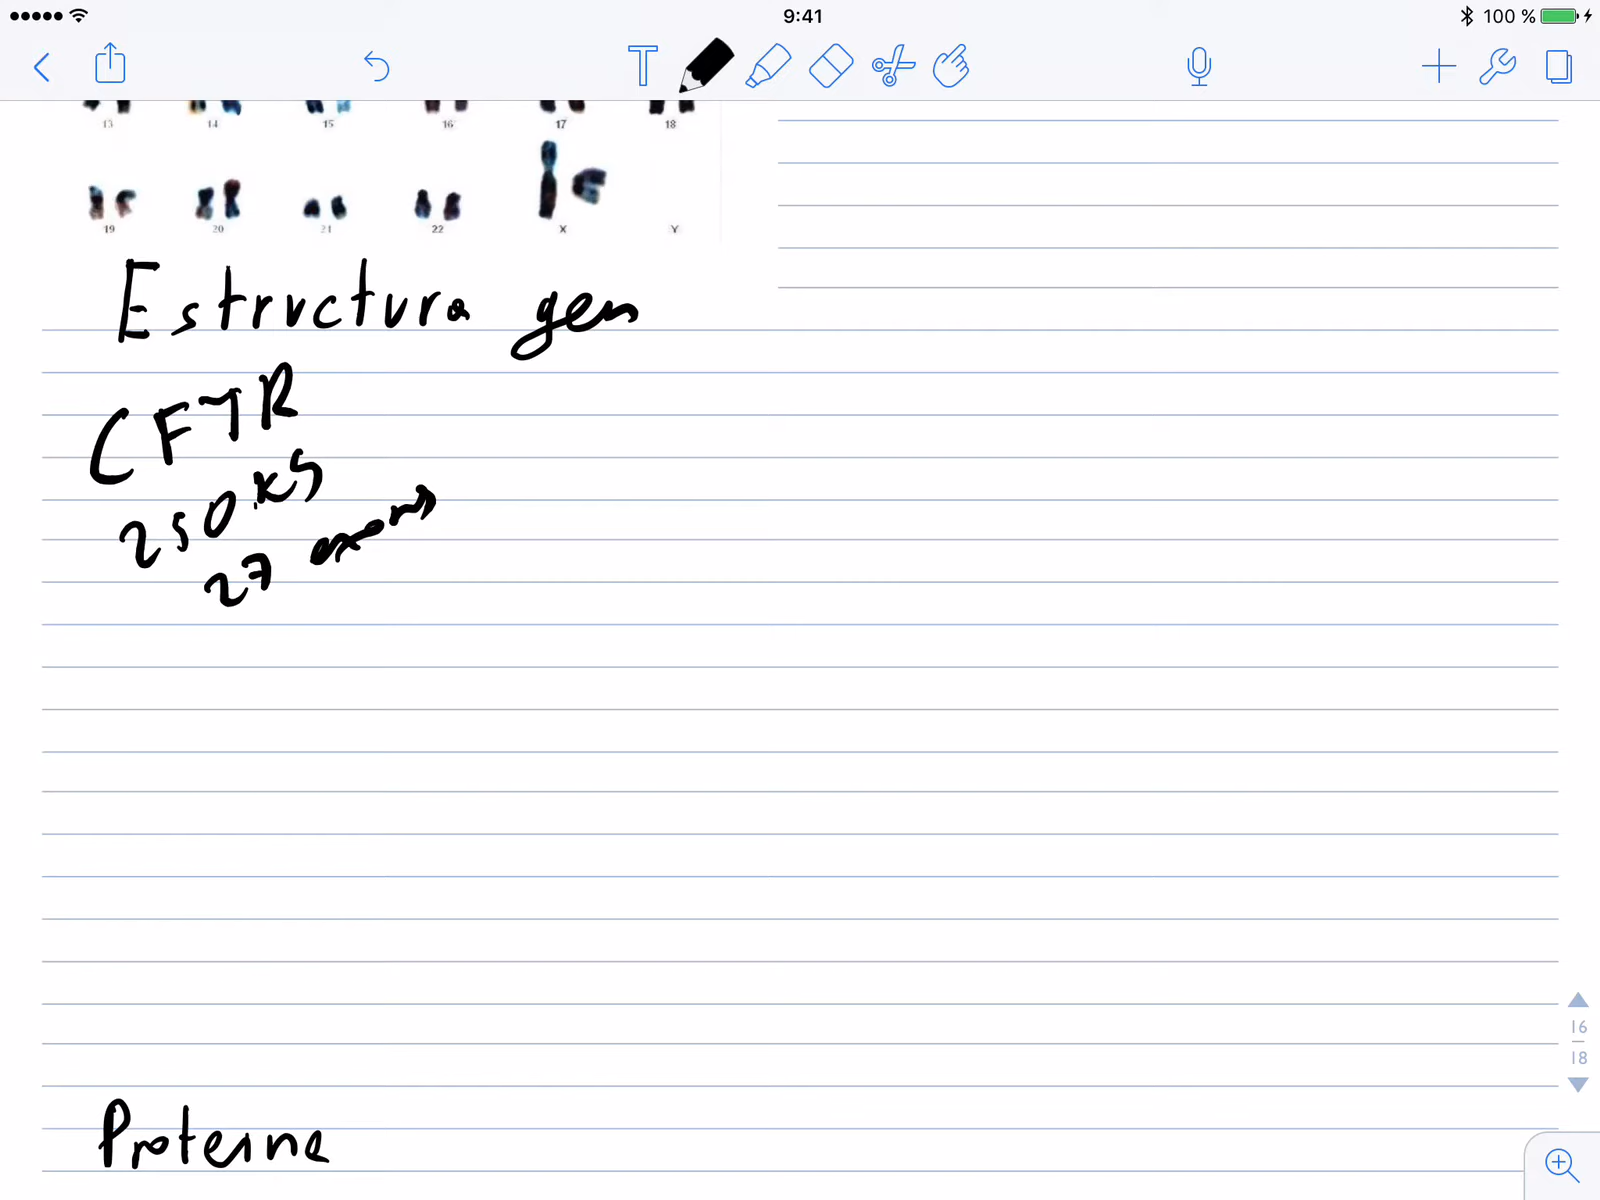 9:41
100 %
13 14 15 16 17 18
19 20 21 22 X Y
Estructura gen
CFTR
250
27 exons
16
18
Proteina